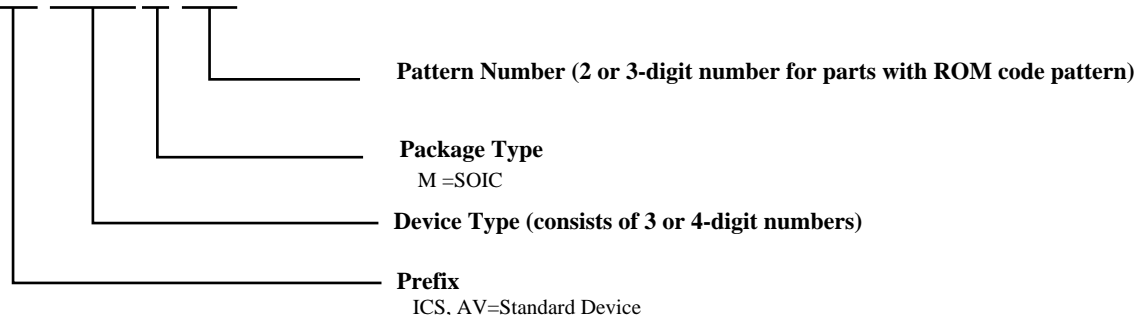 Pattern Number (2 or 3-digit number for parts with ROM code pattern)
Package Type
M =SOIC
Device Type (consists of 3 or 4-digit numbers)
Prefix
ICS, AV=Standard Device